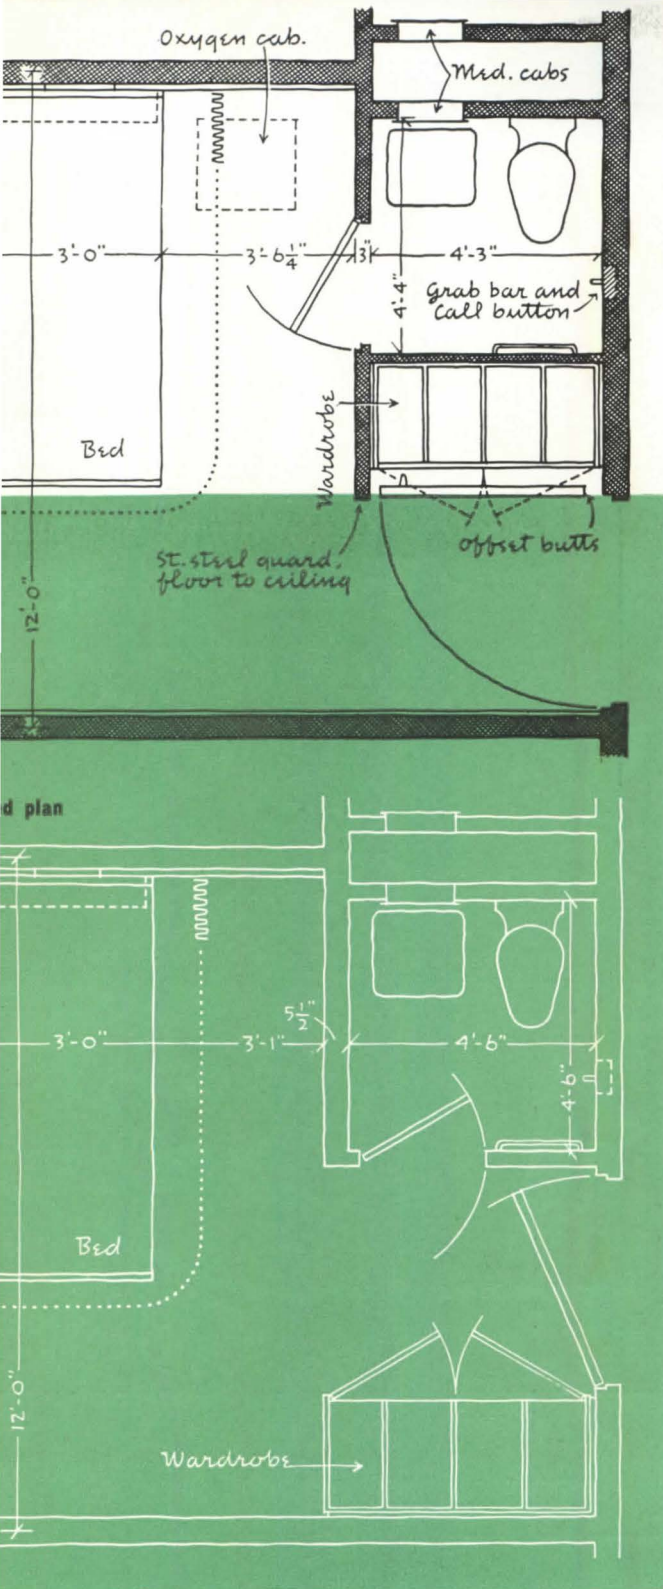 Oxygen cab.
Med. cabs
3'-0"
3'-6 1/4"
3"
4'-3"
4'-4"
Grab bar and
call button
Wardrobe
Bed
12'-0"
St. steel guard,
floor to ceiling
Offset butts
d plan
5 1/2"
3'-0"
3'-1"
4'-6"
4'-6"
Bed
12'-0"
Wardrobe